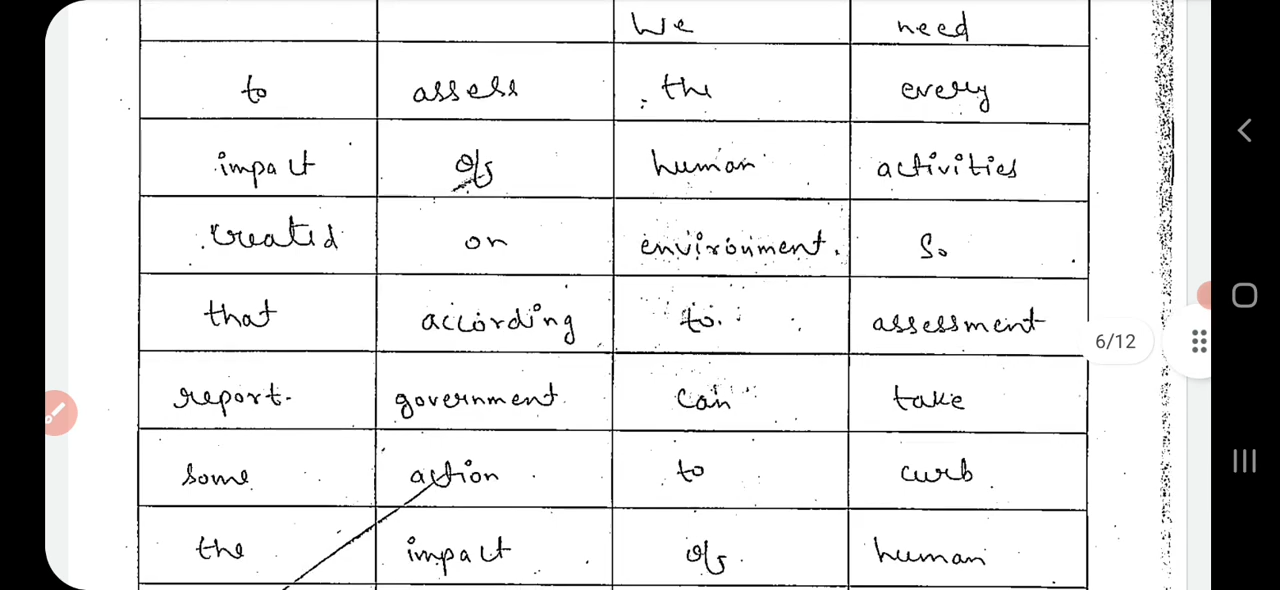 We need
to assess the every
impact of human activities
created on environment. So
that according to assessment
report. government can take
some action to curb
the impact of human
6/12